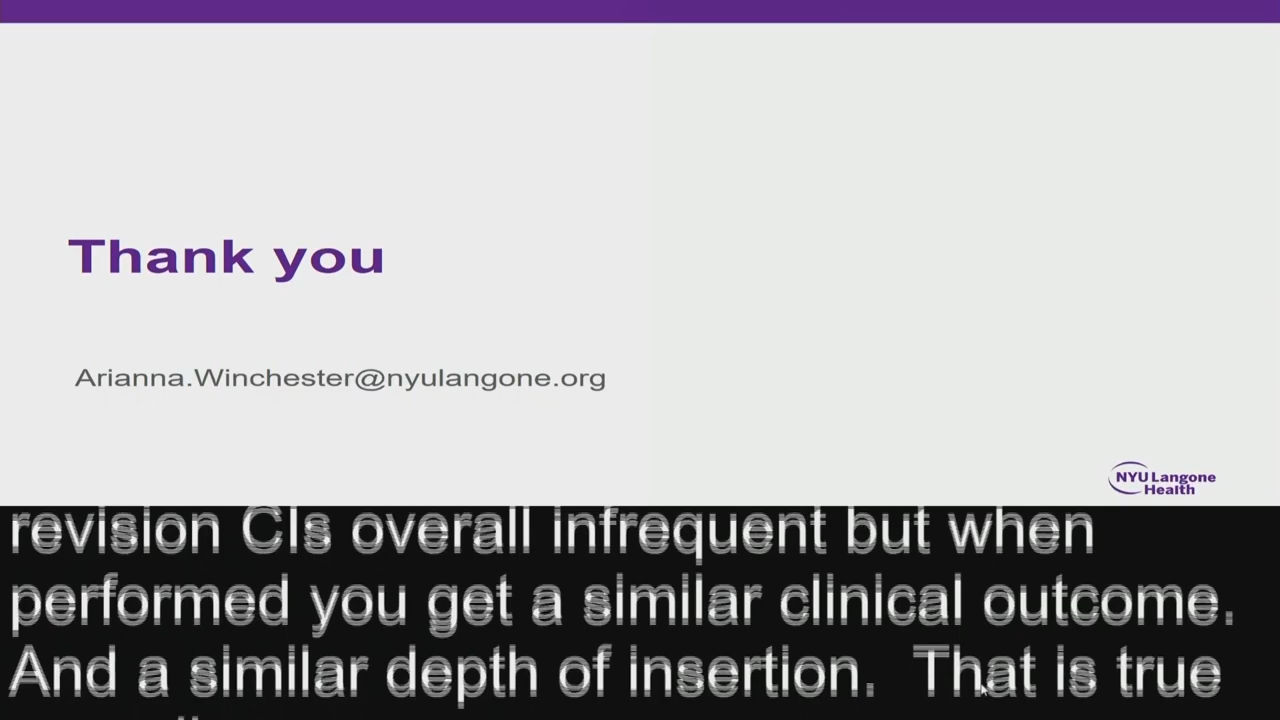 Thank you
Arianna.Winchester@nyulangone.org
NYU Langone
Health
revision CIs overall infrequent but when
performed you get a similar clinical outcome.
And a similar depth of insertion.  That is true